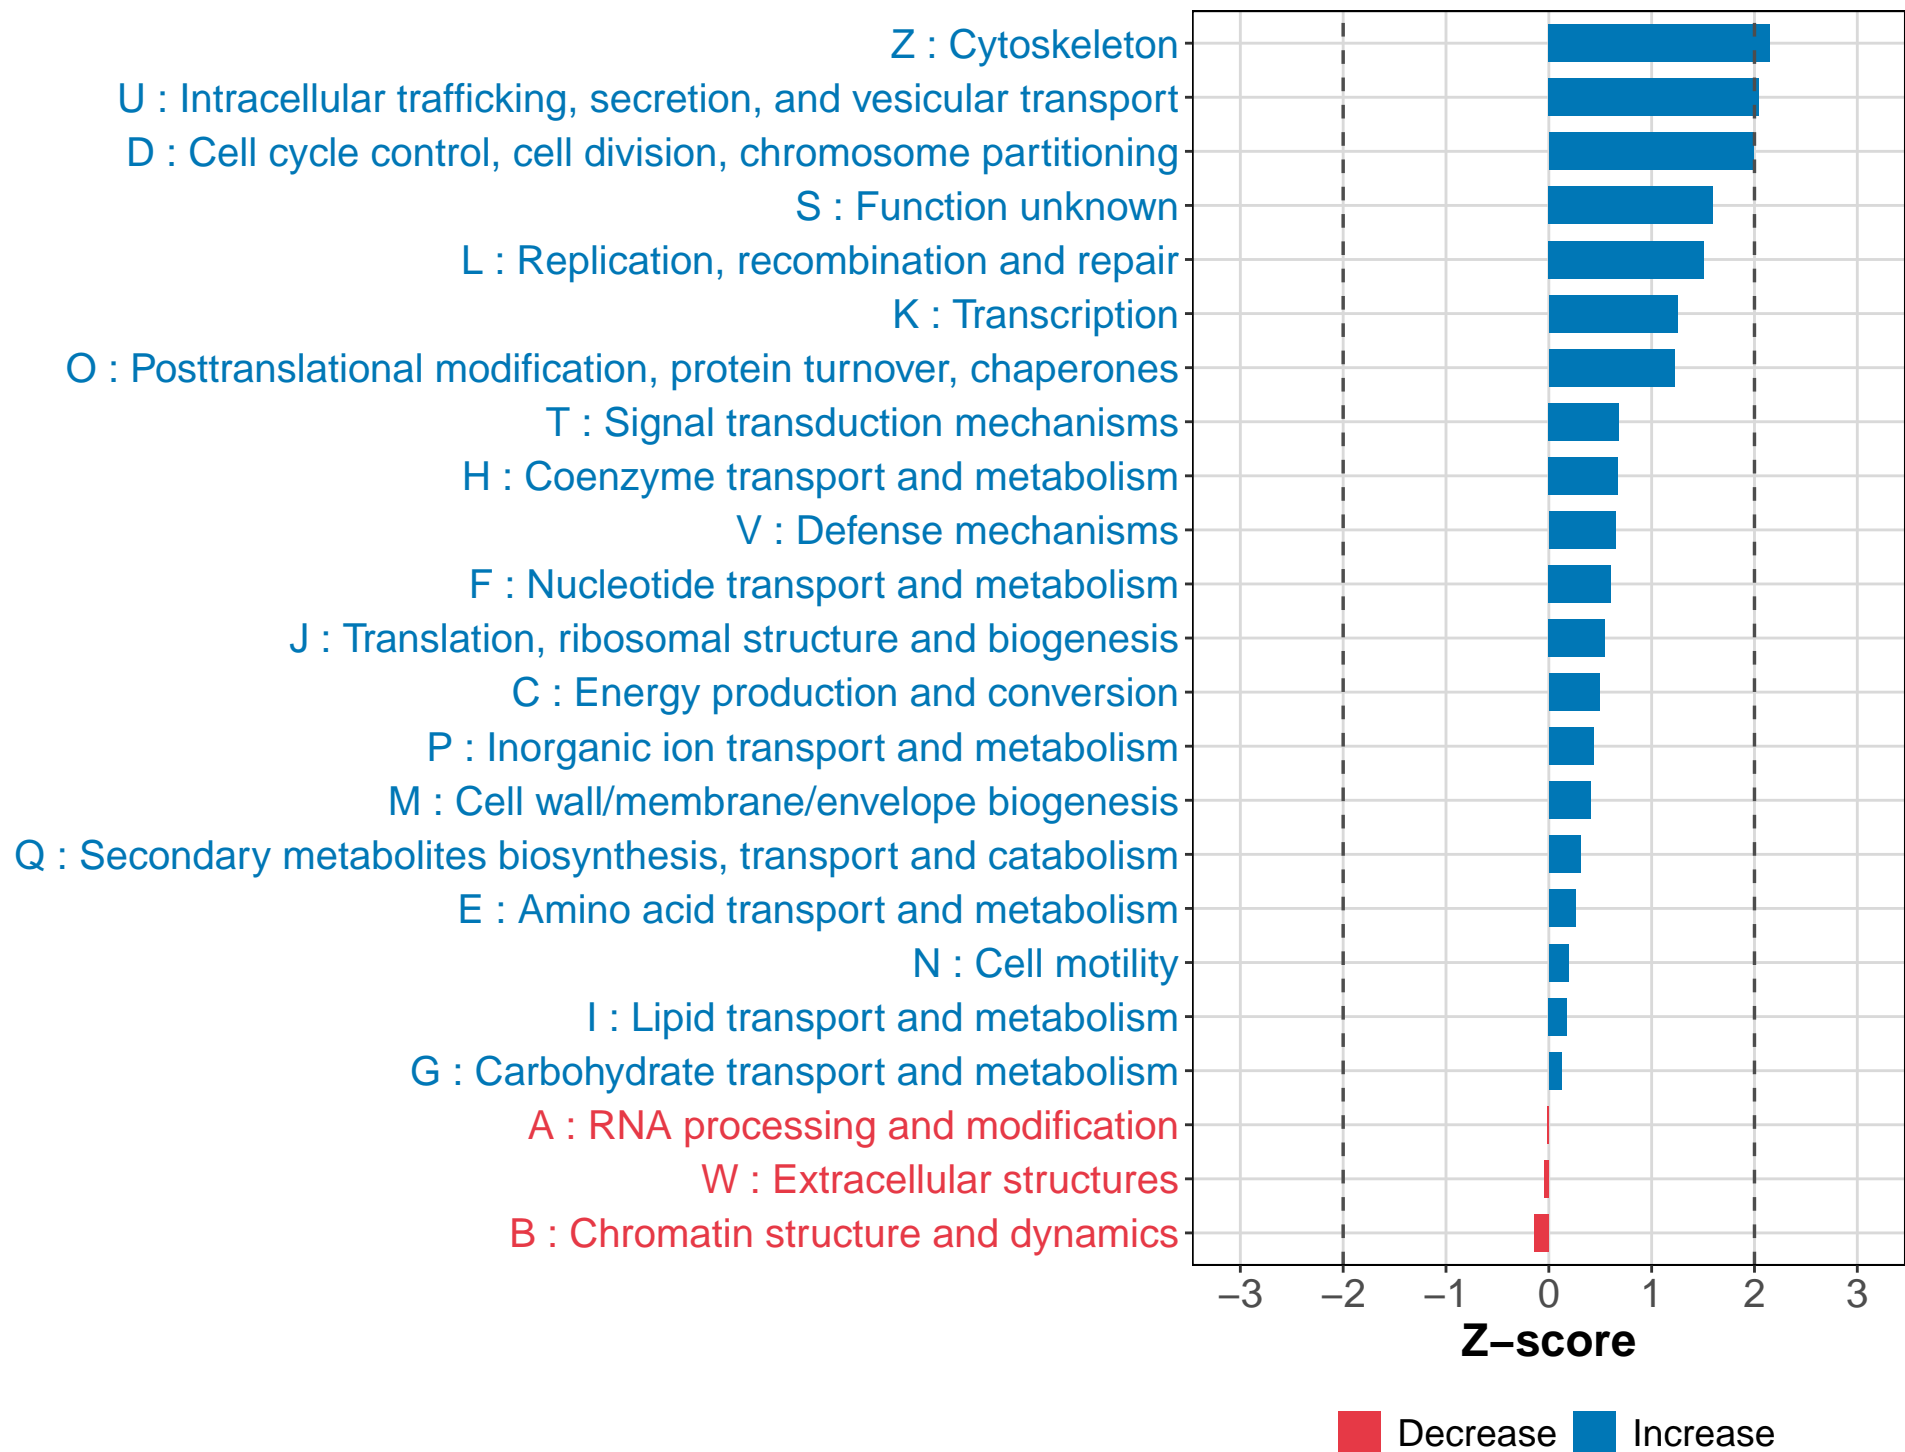 Z : Cytoskeleton
U : Intracellular trafficking, secretion, and vesicular transport
D : Cell cycle control, cell division, chromosome partitioning
S : Function unknown
L : Replication, recombination and repair
K : Transcription
O : Posttranslational modification, protein turnover, chaperones
T : Signal transduction mechanisms
H : Coenzyme transport and metabolism
V : Defense mechanisms
F : Nucleotide transport and metabolism
J : Translation, ribosomal structure and biogenesis
C : Energy production and conversion
P : Inorganic ion transport and metabolism
M : Cell wall/membrane/envelope biogenesis
Q : Secondary metabolites biosynthesis, transport and catabolism
E : Amino acid transport and metabolism
N : Cell motility
I : Lipid transport and metabolism
G : Carbohydrate transport and metabolism
A : RNA processing and modification
W : Extracellular structures
B : Chromatin structure and dynamics
−3 −2 −1 0 1 2 3
Z−score
Decrease Increase